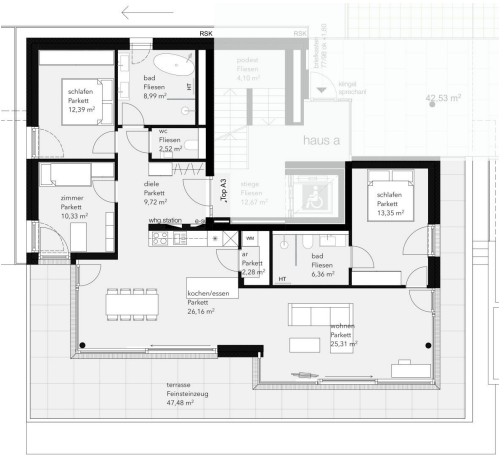 RSK
RSK
podest
Fliesen
4,10 m²
eingang
sprechanl.
42,53 m²
haus a
schlafen
Parkett
12,39 m²
bad
Fliesen
8,99 m²
HT
wc
Fliesen
2,52 m²
zimmer
Parkett
10,33 m²
diele
Parkett
9,72 m²
„Top A3
stiege
Fliesen
12,67 m²
schlafen
Parkett
13,35 m²
whg.station
e-si
WM
ar
Parkett
2,28 m²
bad
Fliesen
6,36 m²
HT
kochen/essen
Parkett
26,16 m²
wohnen
Parkett
25,31 m²
terrasse
Feinsteinzeug
47,48 m²